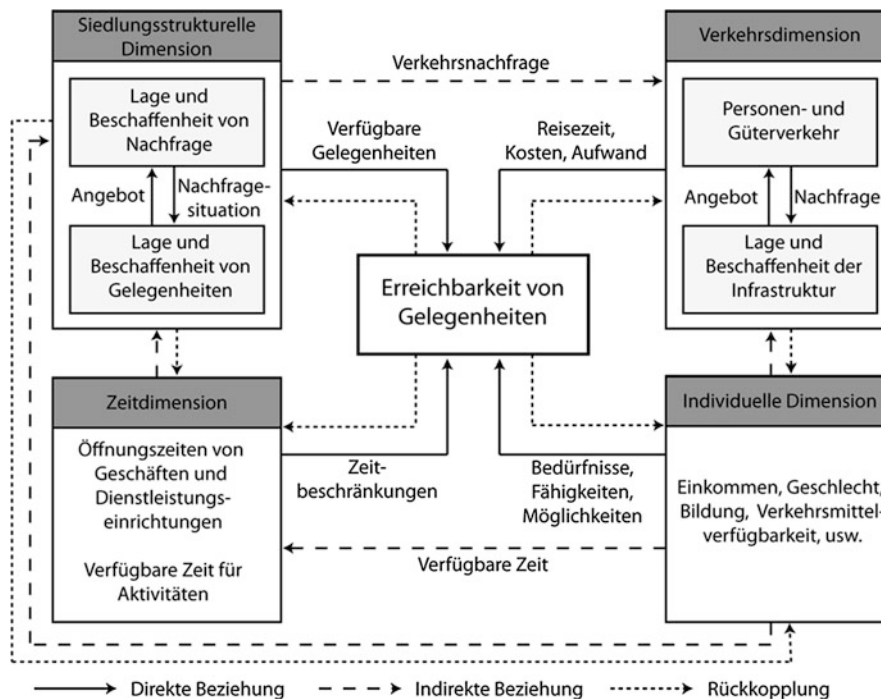 Siedlungsstrukturelle
Dimension
Lage und
Beschaffenheit von
Nachfrage
Angebot
Nachfrage-
situation
Lage und
Beschaffenheit von
Gelegenheiten
Verkehrsnachfrage
Verfügbare
Gelegenheiten
Reisezeit,
Kosten, Aufwand
Verkehrsdimension
Personen- und
Güterverkehr
Angebot
Nachfrage
Lage und
Beschaffenheit der
Infrastruktur
Erreichbarkeit von
Gelegenheiten
Zeitdimension
Öffnungszeiten von
Geschäften und
Dienstleistungs-
einrichtungen
Verfügbare Zeit für
Aktivitäten
Zeit-
beschränkungen
Bedürfnisse,
Fähigkeiten,
Möglichkeiten
Verfügbare Zeit
Individuelle Dimension
Einkommen, Geschlecht,
Bildung, Verkehrsmittel-
verfügbarkeit, usw.
Direkte Beziehung
Indirekte Beziehung
Rückkopplung